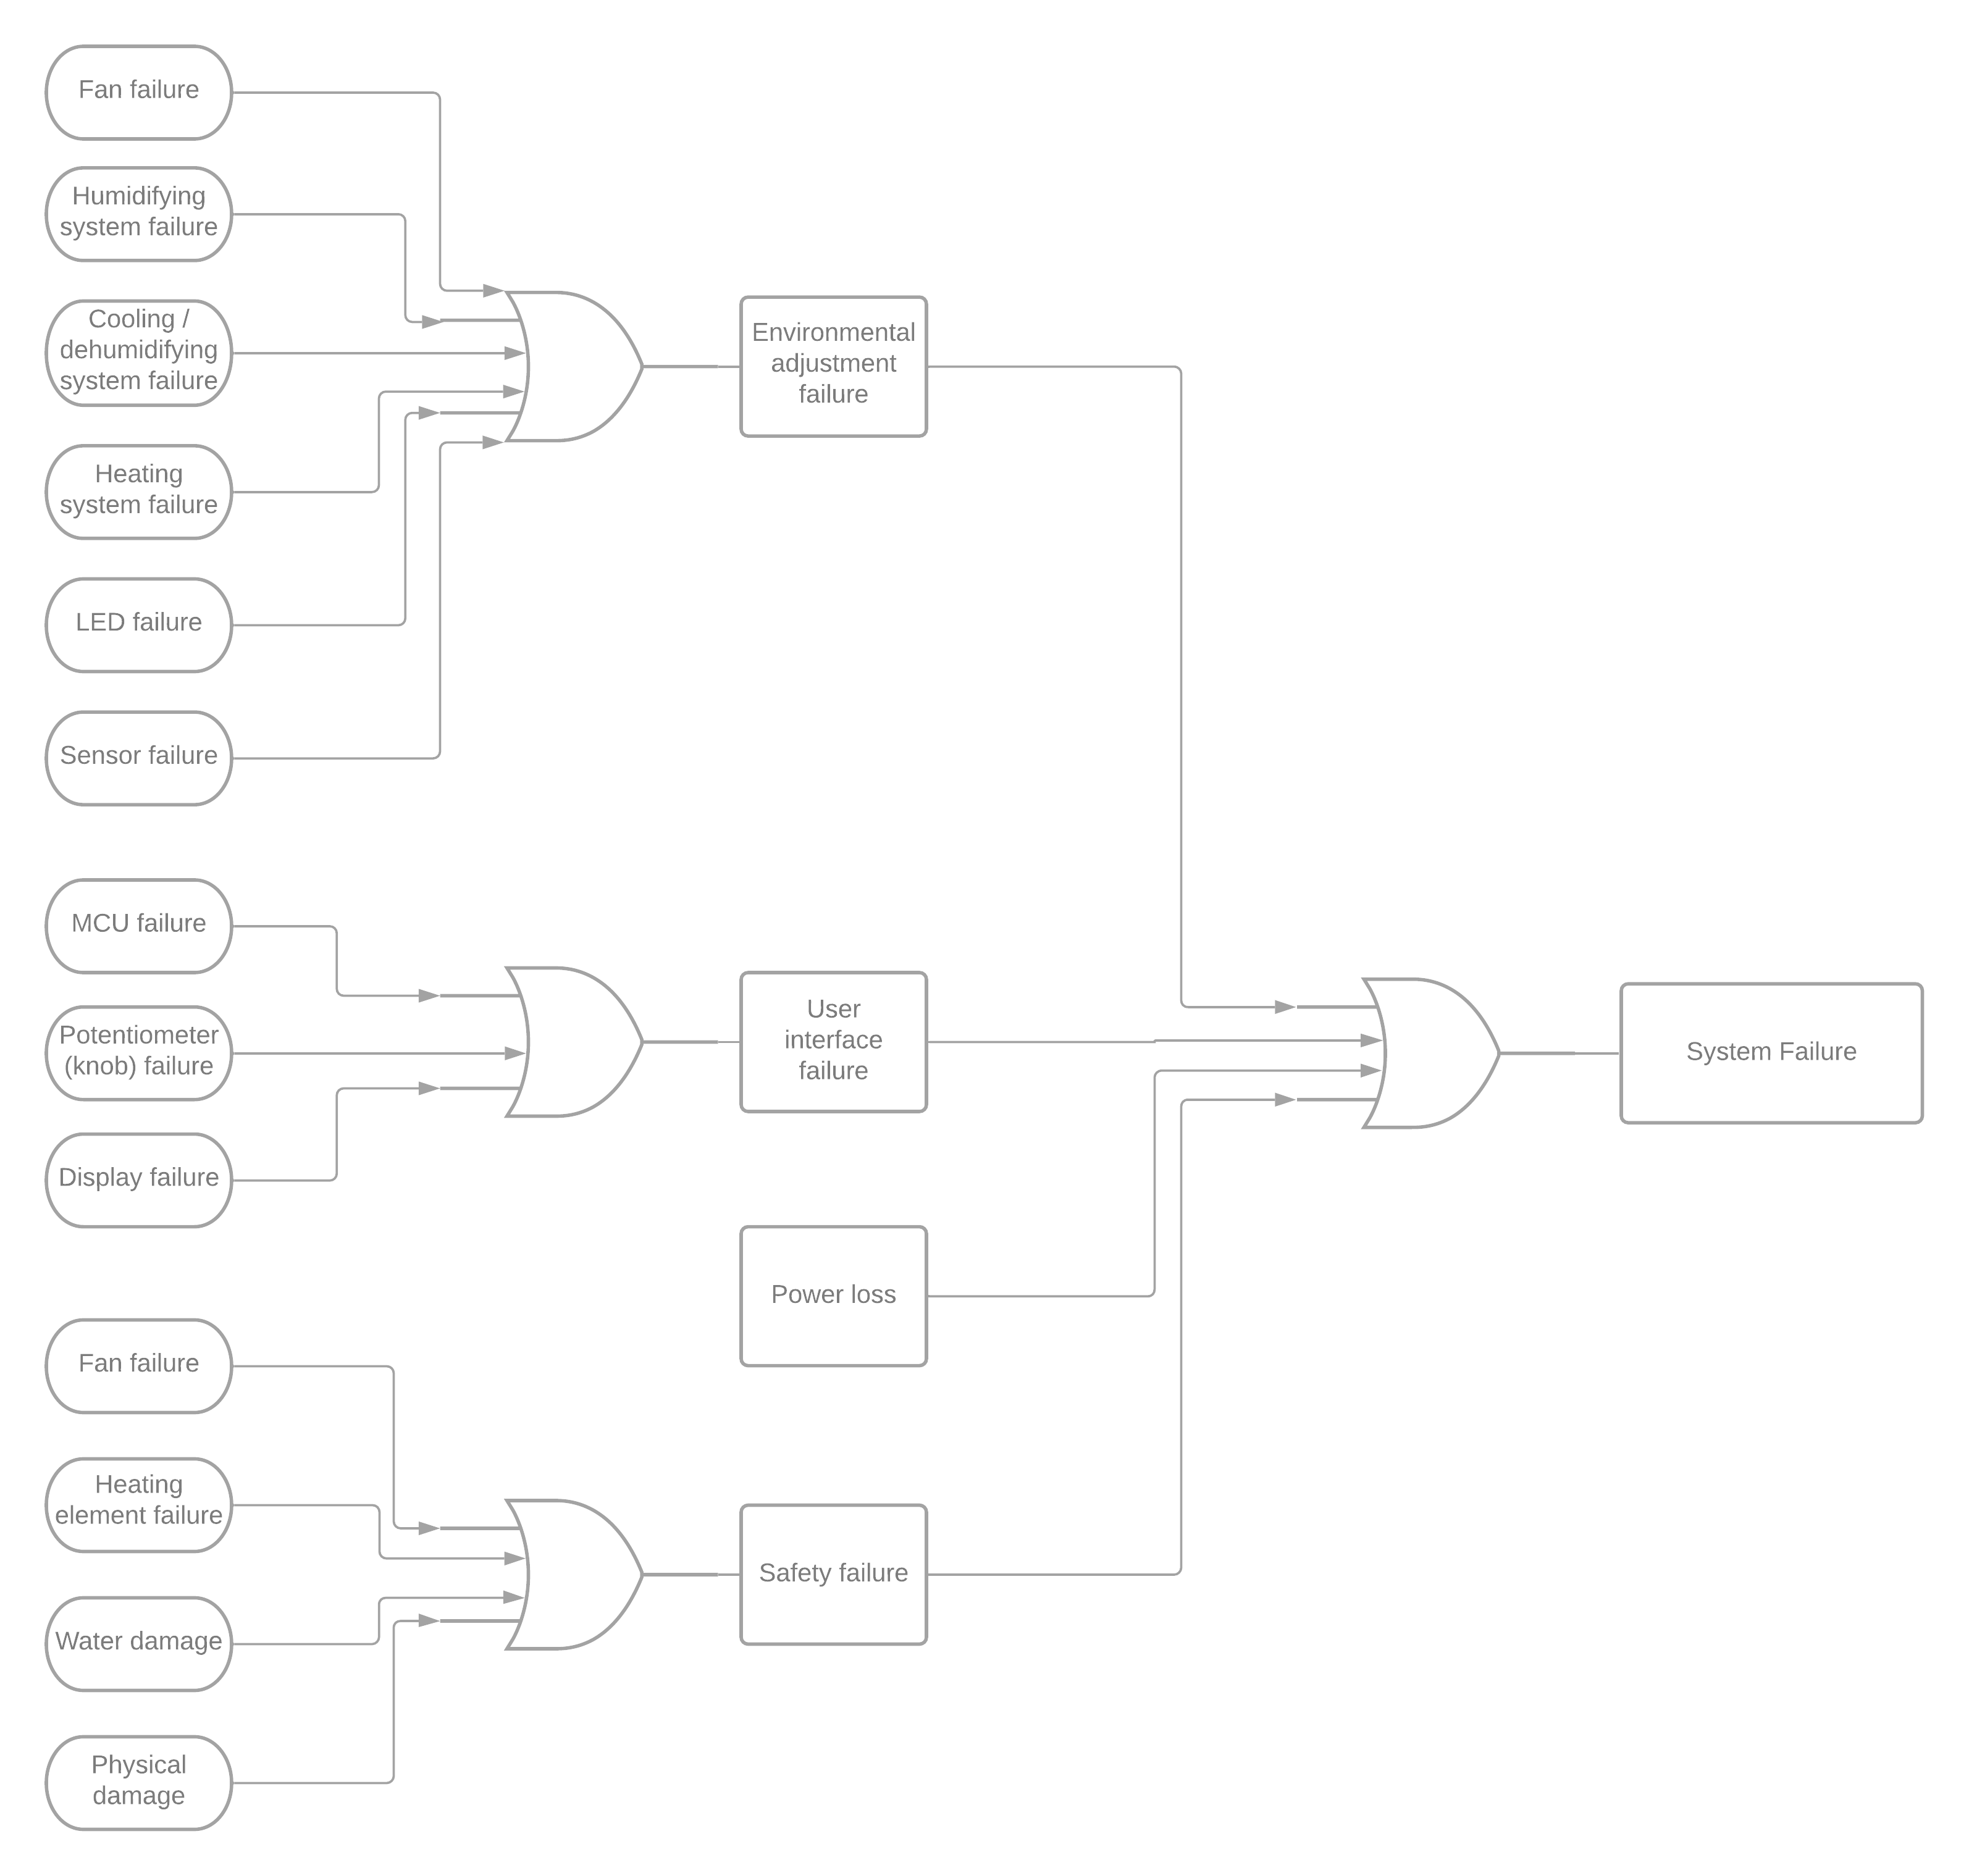 Fan failure
Humidifying
system failure
Cooling /
dehumidifying
system failure
Heating
system failure
LED failure
Sensor failure
Environmental
adjustment
failure
MCU failure
Potentiometer
(knob) failure
Display failure
User
interface
failure
Power loss
System Failure
Fan failure
Heating
element failure
Water damage
Physical
damage
Safety failure